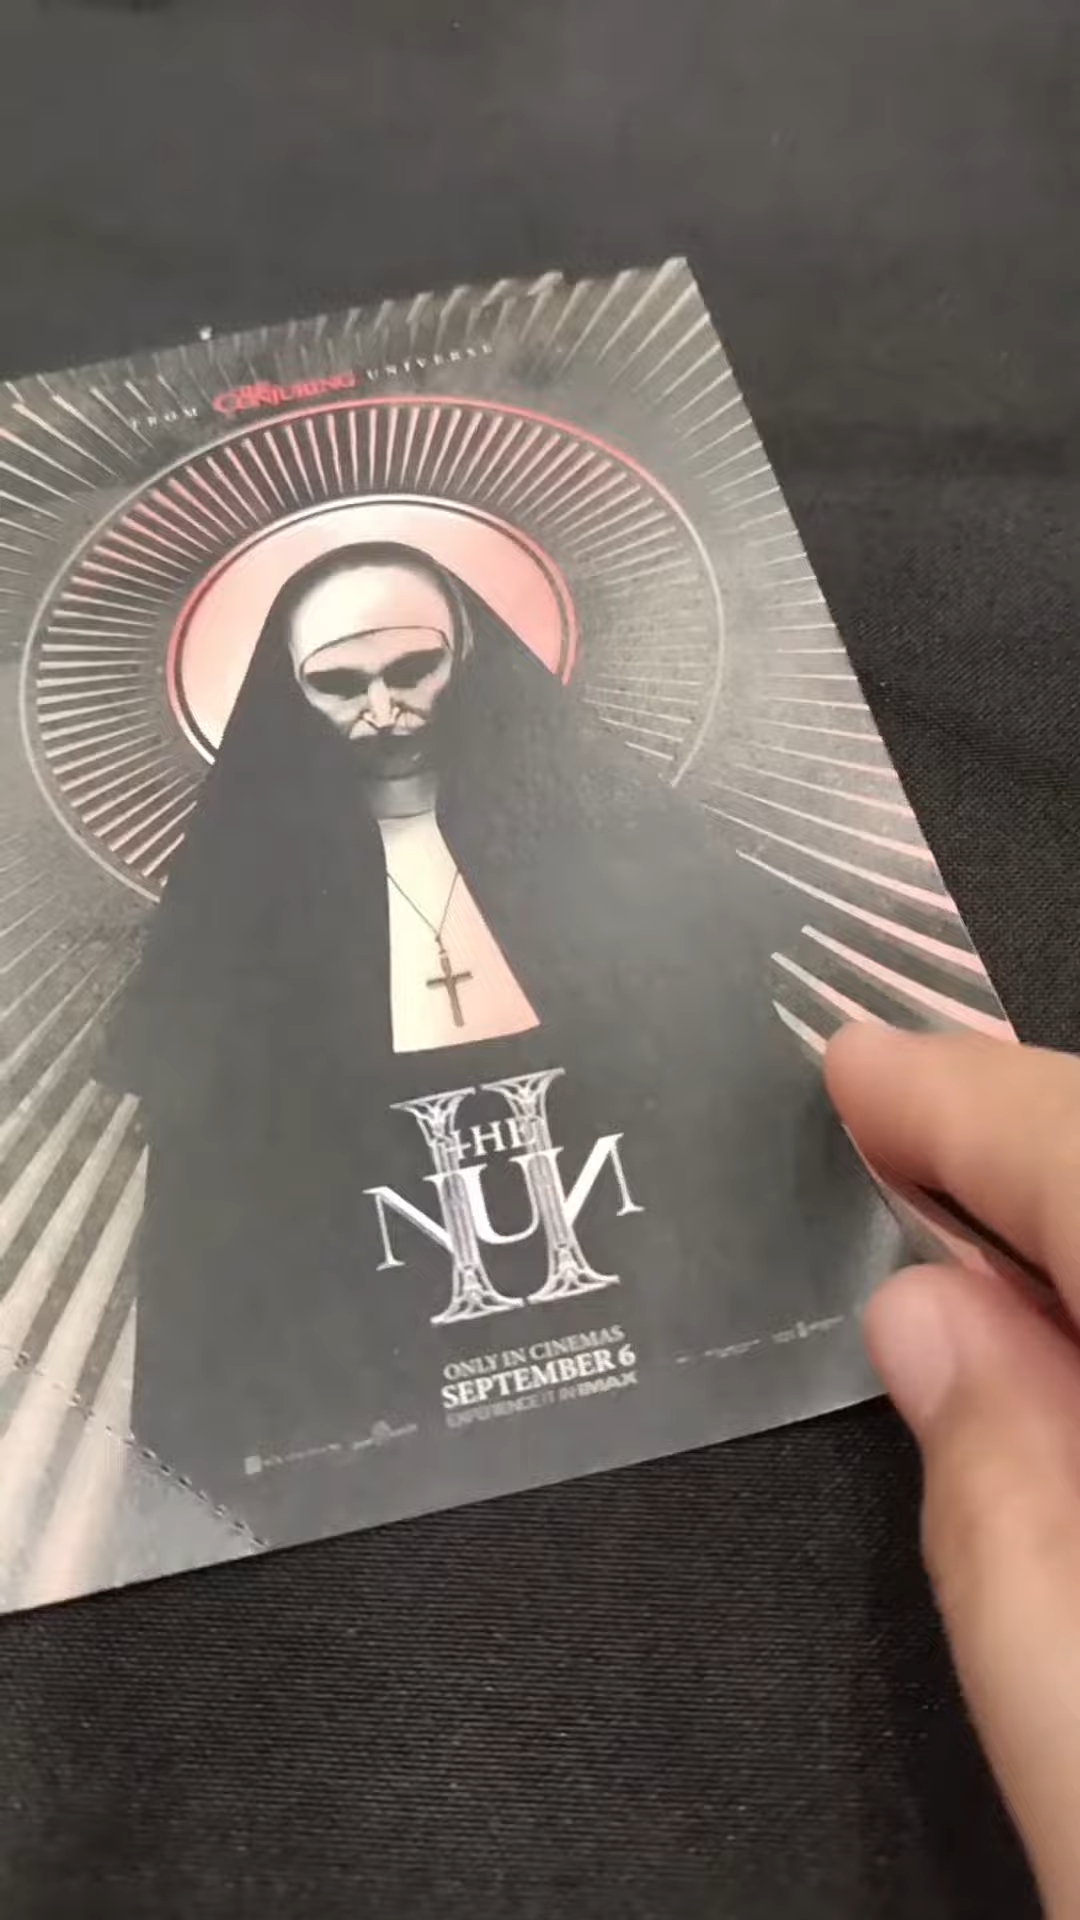 FROM THE CONJURING UNIVERSE
II
THE
NUN
ONLY IN CINEMAS
SEPTEMBER 6
EXPERIENCE IT IN IMAX